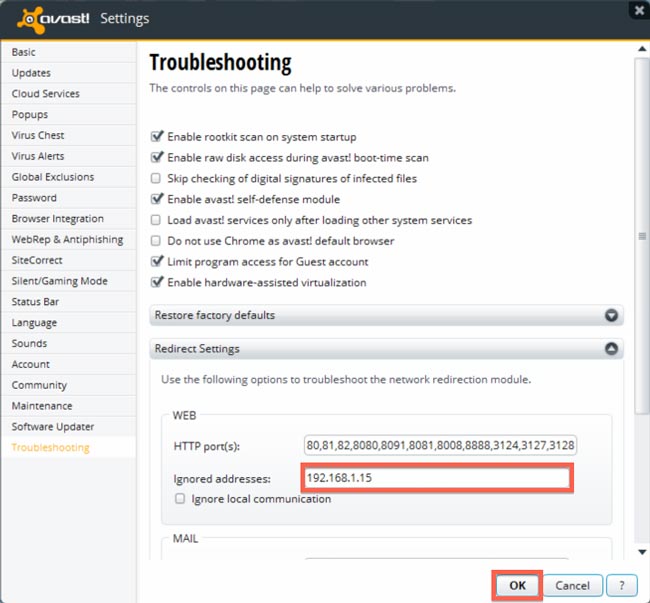 avast! Settings
Basic
Updates
Cloud Services
Popups
Virus Chest
Virus Alerts
Global Exclusions
Password
Browser Integration
WebRep & Antiphishing
SiteCorrect
Silent/Gaming Mode
Status Bar
Language
Sounds
Account
Community
Maintenance
Software Updater
Troubleshooting
Troubleshooting
The controls on this page can help to solve various problems.
Enable rootkit scan on system startup
Enable raw disk access during avast! boot-time scan
Skip checking of digital signatures of infected files
Enable avast! self-defense module
Load avast! services only after loading other system services
Do not use Chrome as avast! default browser
Limit program access for Guest account
Enable hardware-assisted virtualization
Restore factory defaults
Redirect Settings
Use the following options to troubleshoot the network redirection module.
WEB
HTTP port(s): 80,81,82,8080,8091,8081,8008,8888,3124,3127,3128
Ignored addresses: 192.168.1.15
Ignore local communication
MAIL
OK Cancel ?